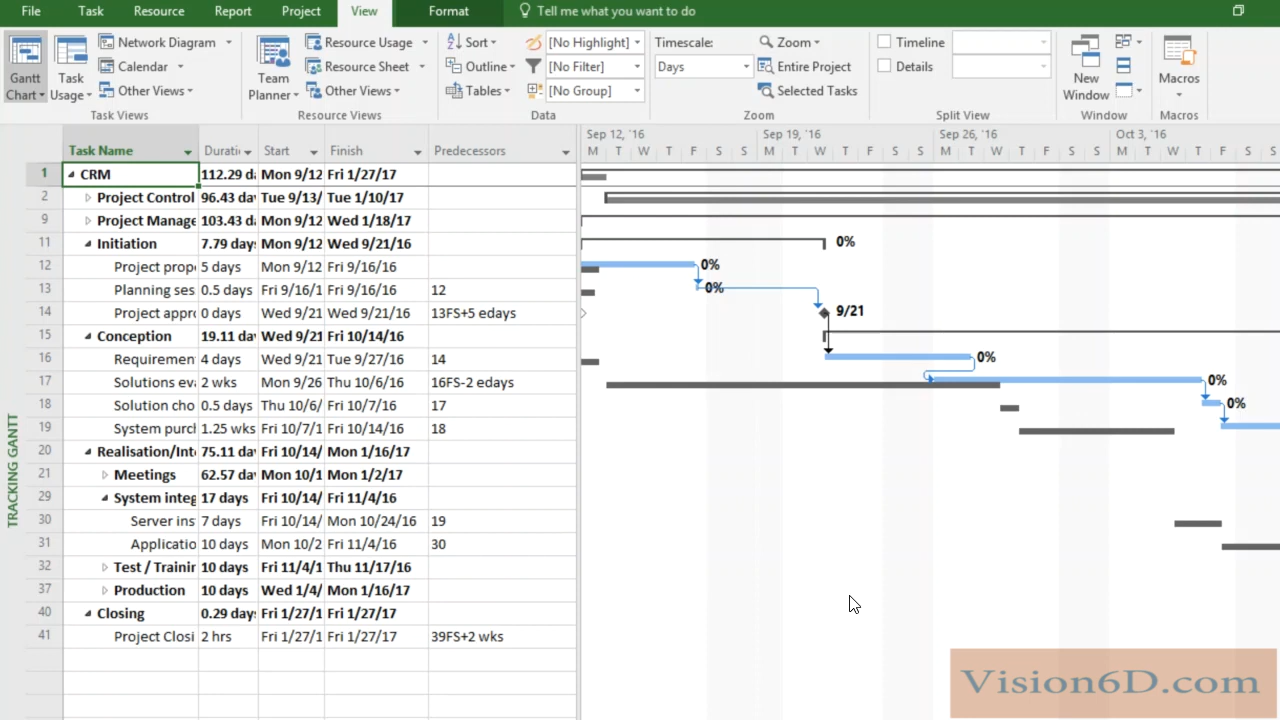 File Task Resource Report Project View Format Tell me what you want to do
Gantt Chart
Task Usage
Network Diagram
Calendar
Other Views
Task Views
Team Planner
Resource Usage
Resource Sheet
Other Views
Resource Views
Sort
Outline
Tables
[No Highlight]
[No Filter]
[No Group]
Data
Timescale:
Days
Zoom
Entire Project
Selected Tasks
Zoom
Timeline
Details
Split View
New Window
Window
Macros
Macros
Task Name Duratio Start Finish Predecessors
Sep 12, '16 Sep 19, '16 Sep 26, '16 Oct 3, '16
M T W T F S S M T W T F S S M T W T F S S M T W T F S S
1 CRM 112.29 da Mon 9/12 Fri 1/27/17
2 Project Control 96.43 da Tue 9/13/ Tue 1/10/17
9 Project Manage 103.43 da Mon 9/12 Wed 1/18/17
11 Initiation 7.79 days Mon 9/12 Wed 9/21/16 0%
12 Project prop 5 days Mon 9/12 Fri 9/16/16 0%
13 Planning ses 0.5 days Fri 9/16/1 Fri 9/16/16 12 0%
14 Project appr 0 days Wed 9/21 Wed 9/21/16 13FS+5 edays 9/21
15 Conception 19.11 day Wed 9/21 Fri 10/14/16
16 Requiremen 4 days Wed 9/21 Tue 9/27/16 14 0%
17 Solutions eva 2 wks Mon 9/26 Thu 10/6/16 16FS-2 edays 0%
18 Solution cho 0.5 days Thu 10/6/ Fri 10/7/16 17 0%
19 System purch 1.25 wks Fri 10/7/1 Fri 10/14/16 18
20 Realisation/Int 75.11 day Fri 10/14/ Mon 1/16/17
21 Meetings 62.57 day Mon 10/1 Mon 1/2/17
29 System integ 17 days Fri 10/14/ Fri 11/4/16
30 Server ins 7 days Fri 10/14/ Mon 10/24/16 19
31 Applicatio 10 days Mon 10/2 Fri 11/4/16 30
32 Test / Trainin 10 days Fri 11/4/1 Thu 11/17/16
37 Production 10 days Wed 1/4/ Mon 1/16/17
40 Closing 0.29 days Fri 1/27/1 Fri 1/27/17
41 Project Closi 2 hrs Fri 1/27/1 Fri 1/27/17 39FS+2 wks
TRACKING GANTT
Vision6D.com